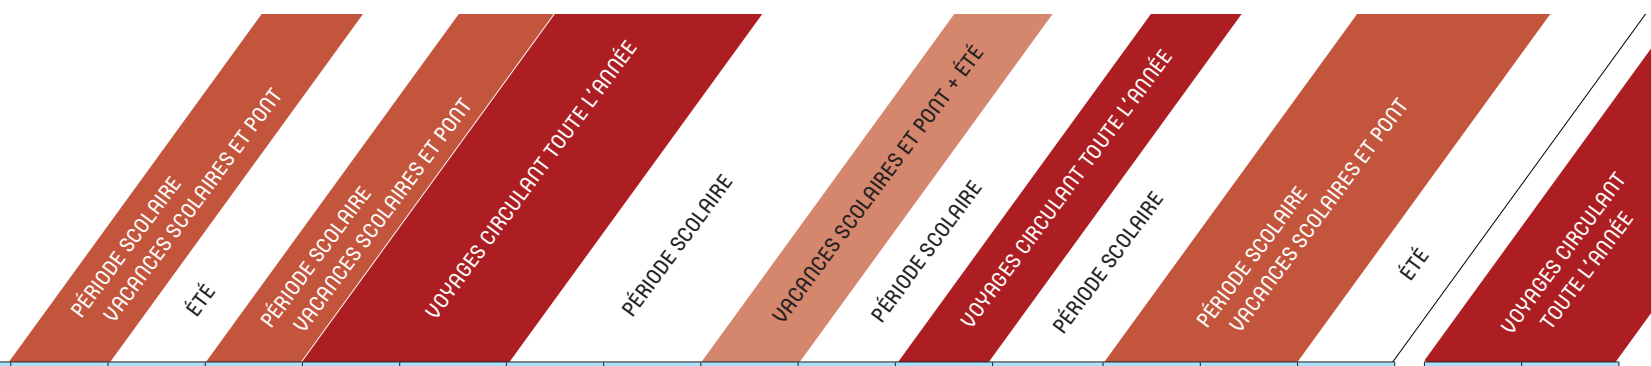 PÉRIODE SCOLAIRE
VACANCES SCOLAIRES ET PONT
ÉTÉ
PÉRIODE SCOLAIRE
VACANCES SCOLAIRES ET PONT
VOYAGES CIRCULANT TOUTE L'ANNÉE
PÉRIODE SCOLAIRE
VACANCES SCOLAIRES ET PONT + ÉTÉ
PÉRIODE SCOLAIRE
VOYAGES CIRCULANT TOUTE L'ANNÉE
PÉRIODE SCOLAIRE
PÉRIODE SCOLAIRE
VACANCES SCOLAIRES ET PONT
ÉTÉ
VOYAGES CIRCULANT
TOUTE L'ANNÉE